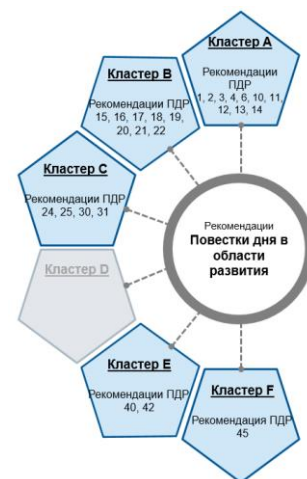 Кластер A
Рекомендации
ПДР
1, 2, 3, 4, 6, 10, 11,
12, 13, 14
Кластер B
Рекомендации ПДР
15, 16, 17, 18, 19,
20, 21, 22
Кластер C
Рекомендации ПДР
24, 25, 30, 31
Рекомендации
Повестки дня в
области
развития
Кластер D
Кластер E
Рекомендации ПДР
40, 42
Кластер F
Рекомендация ПДР
45